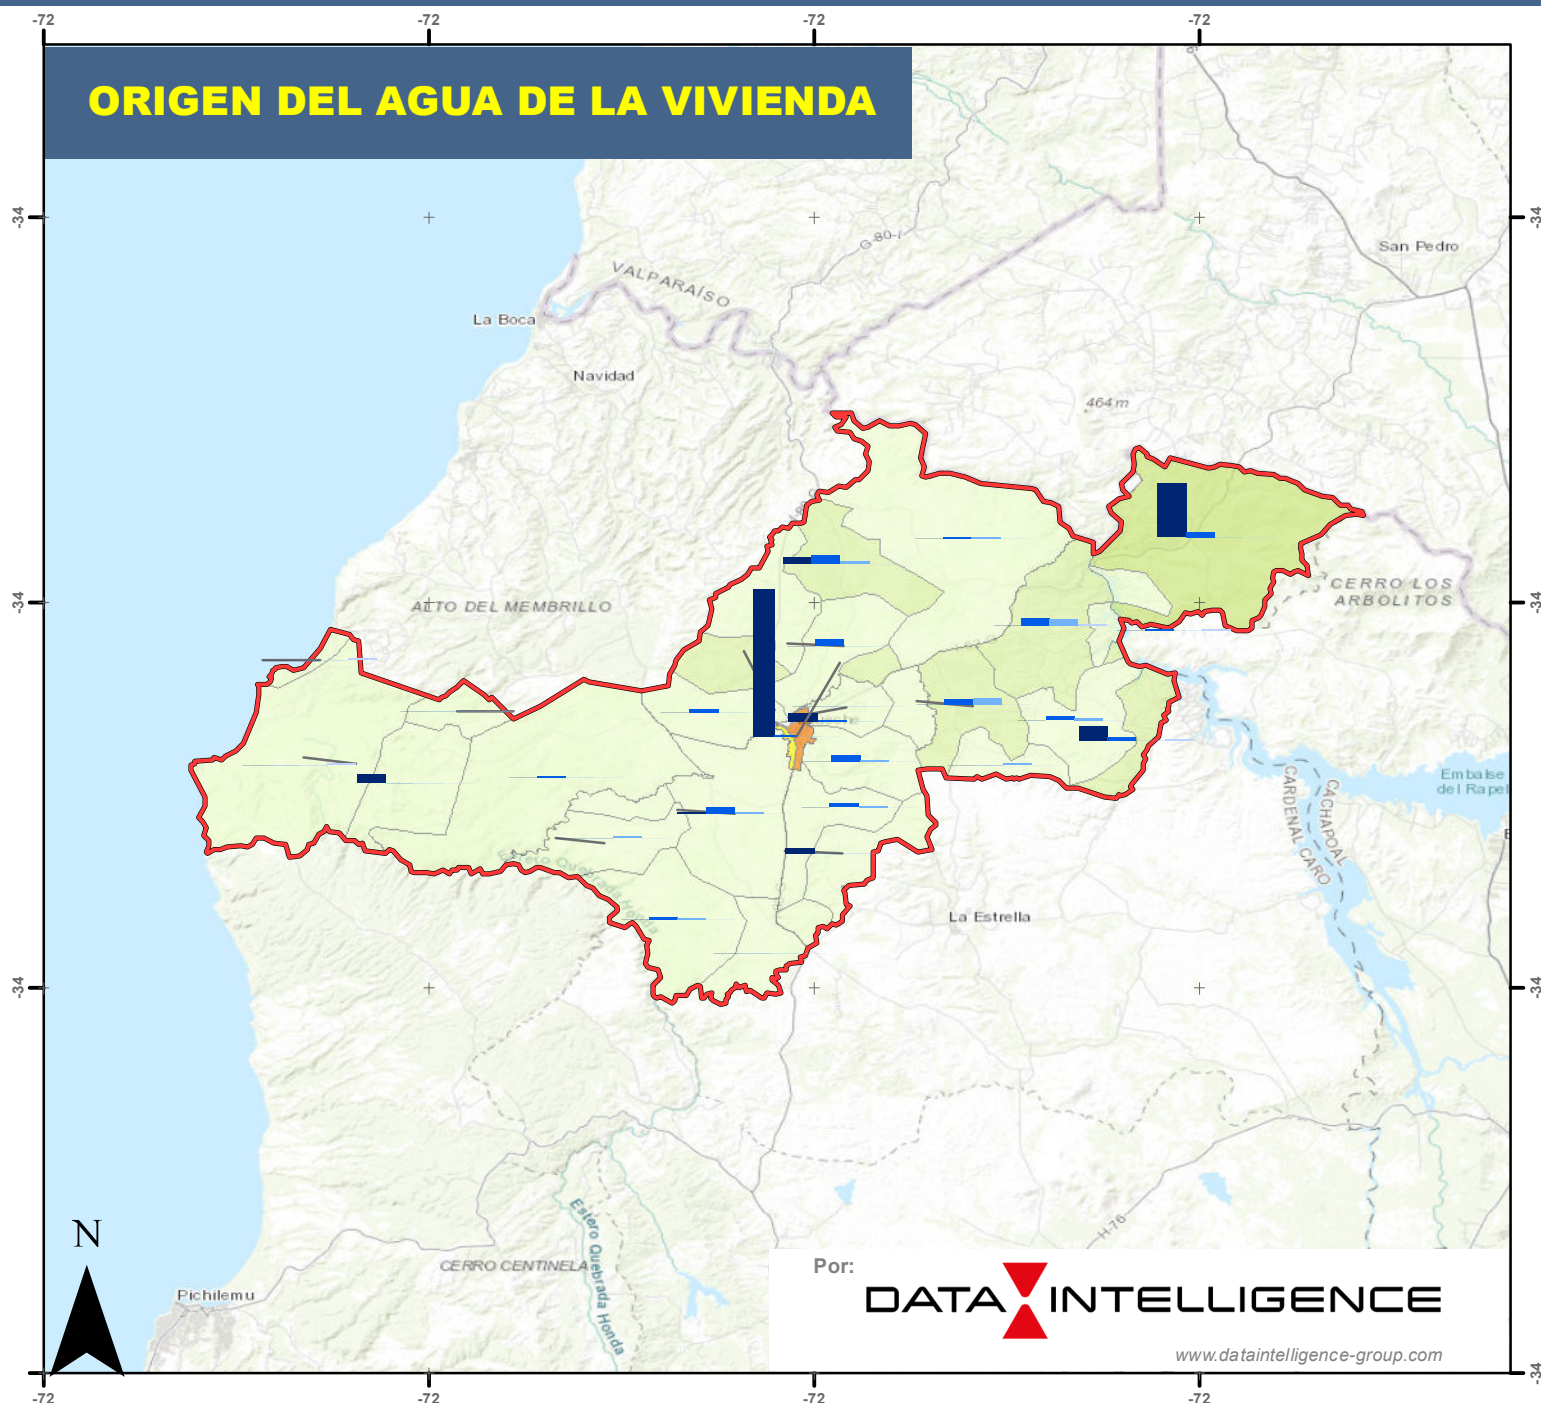 -72 -72 -72 -72
ORIGEN DEL AGUA DE LA VIVIENDA
-34 -34
G-80-I
San Pedro
VALPARAÍSO
La Boca
Navidad
464 m
-34 -34
ALTO DEL MEMBRILLO
CERRO LOS
ARBOLITOS
Embalse
del Rapel
CACHAPOAL
CARDENAL CARO
Estero Quebrada Honda
La Estrella
-34 -34
H-76
Estero Quebrada Honda
N
CERRO CENTINELA
Pichilemu
Por:
DATA INTELLIGENCE
www.dataintelligence-group.com
-34
-72 -72 -72 -72